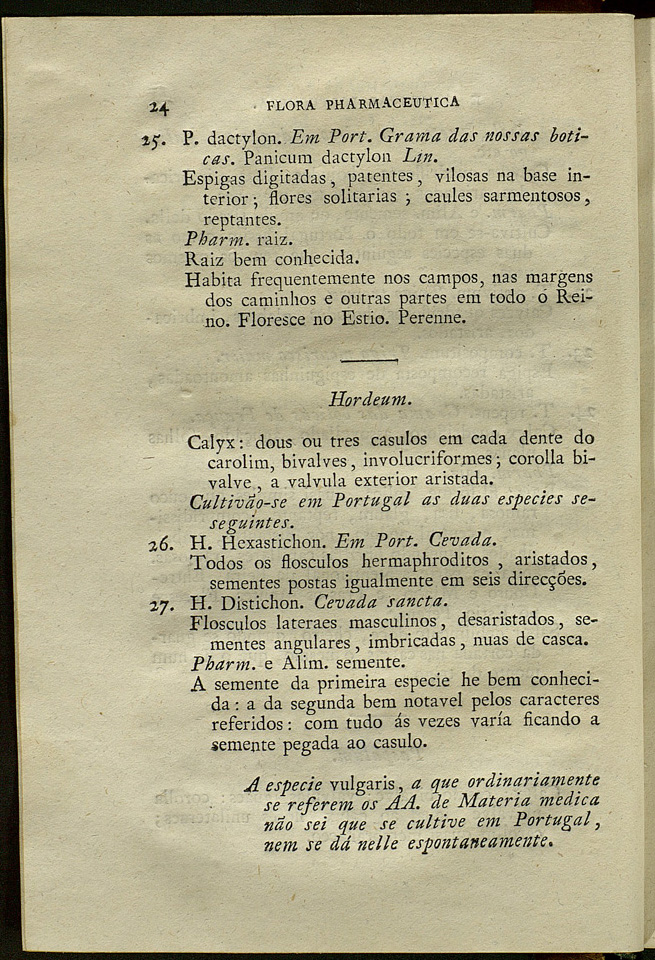 24 FLORA PHARMACEUTICA
25. P. dactylon. Em Port. Grama das nossas boti-
cas. Panicum dactylon Lin.
Espigas digitadas, patentes, vilosas na base in-
terior; flores solitarias; caules sarmentosos,
reptantes.
Pharm. raiz.
Raiz bem conhecida.
Habita frequentemente nos campos, nas margens
dos caminhos e outras partes em todo o Rei-
no. Floresce no Estio. Perenne.
Hordeum.
Calyx: dous ou tres casulos em cada dente do
carolim, bivalves, involucriformes; corolla bi-
valve, a valvula exterior aristada.
Cultivão-se em Portugal as duas especies se-
seguintes.
26. H. Hexastichon. Em Port. Cevada.
Todos os flosculos hermaphroditos, aristados,
sementes postas igualmente em seis direcções.
27. H. Distichon. Cevada sancta.
Flosculos lateraes masculinos, desaristados, se-
mentes angulares, imbricadas, nuas de casca.
Pharm. e Alim. semente.
A semente da primeira especie he bem conheci-
da: a da segunda bem notavel pelos caracteres
referidos: com tudo ás vezes varía ficando a
semente pegada ao casulo.
A especie vulgaris, a que ordinariamente
se referem os AA. de Materia medica
não sei que se cultive em Portugal,
nem se dá nelle espontaneamente.